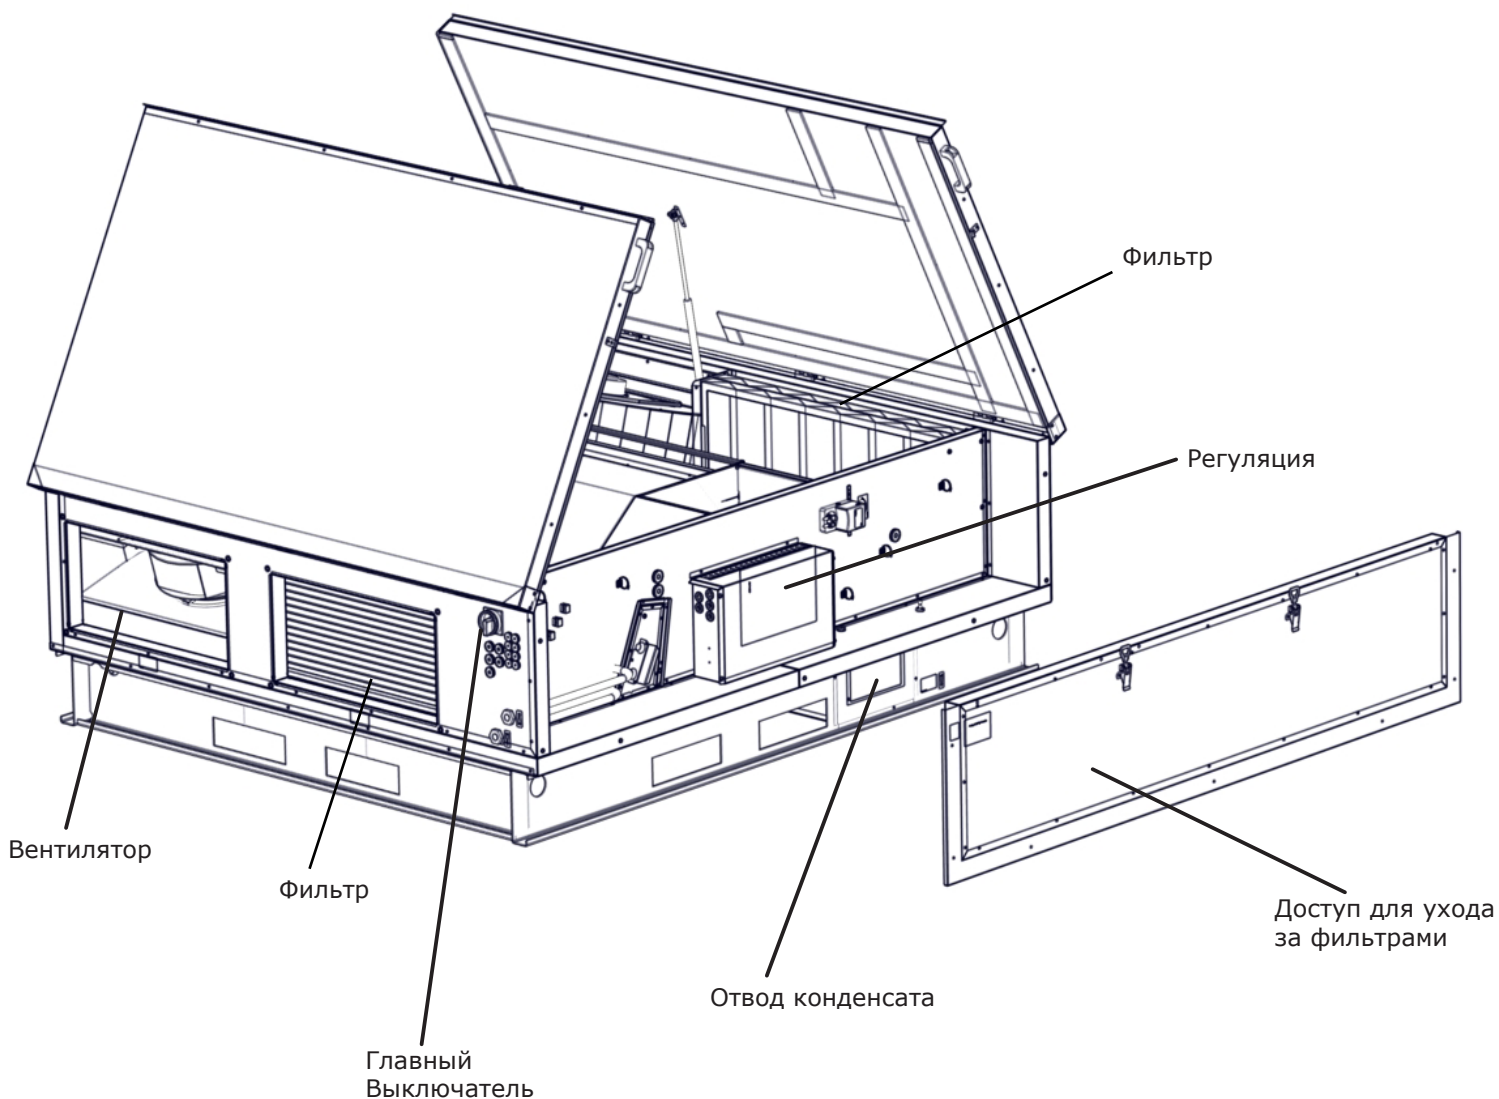 Фильтр
Регуляция
Вентилятор
Фильтр
Доступ для ухода
за фильтрами
Отвод конденсата
Главный
Выключатель